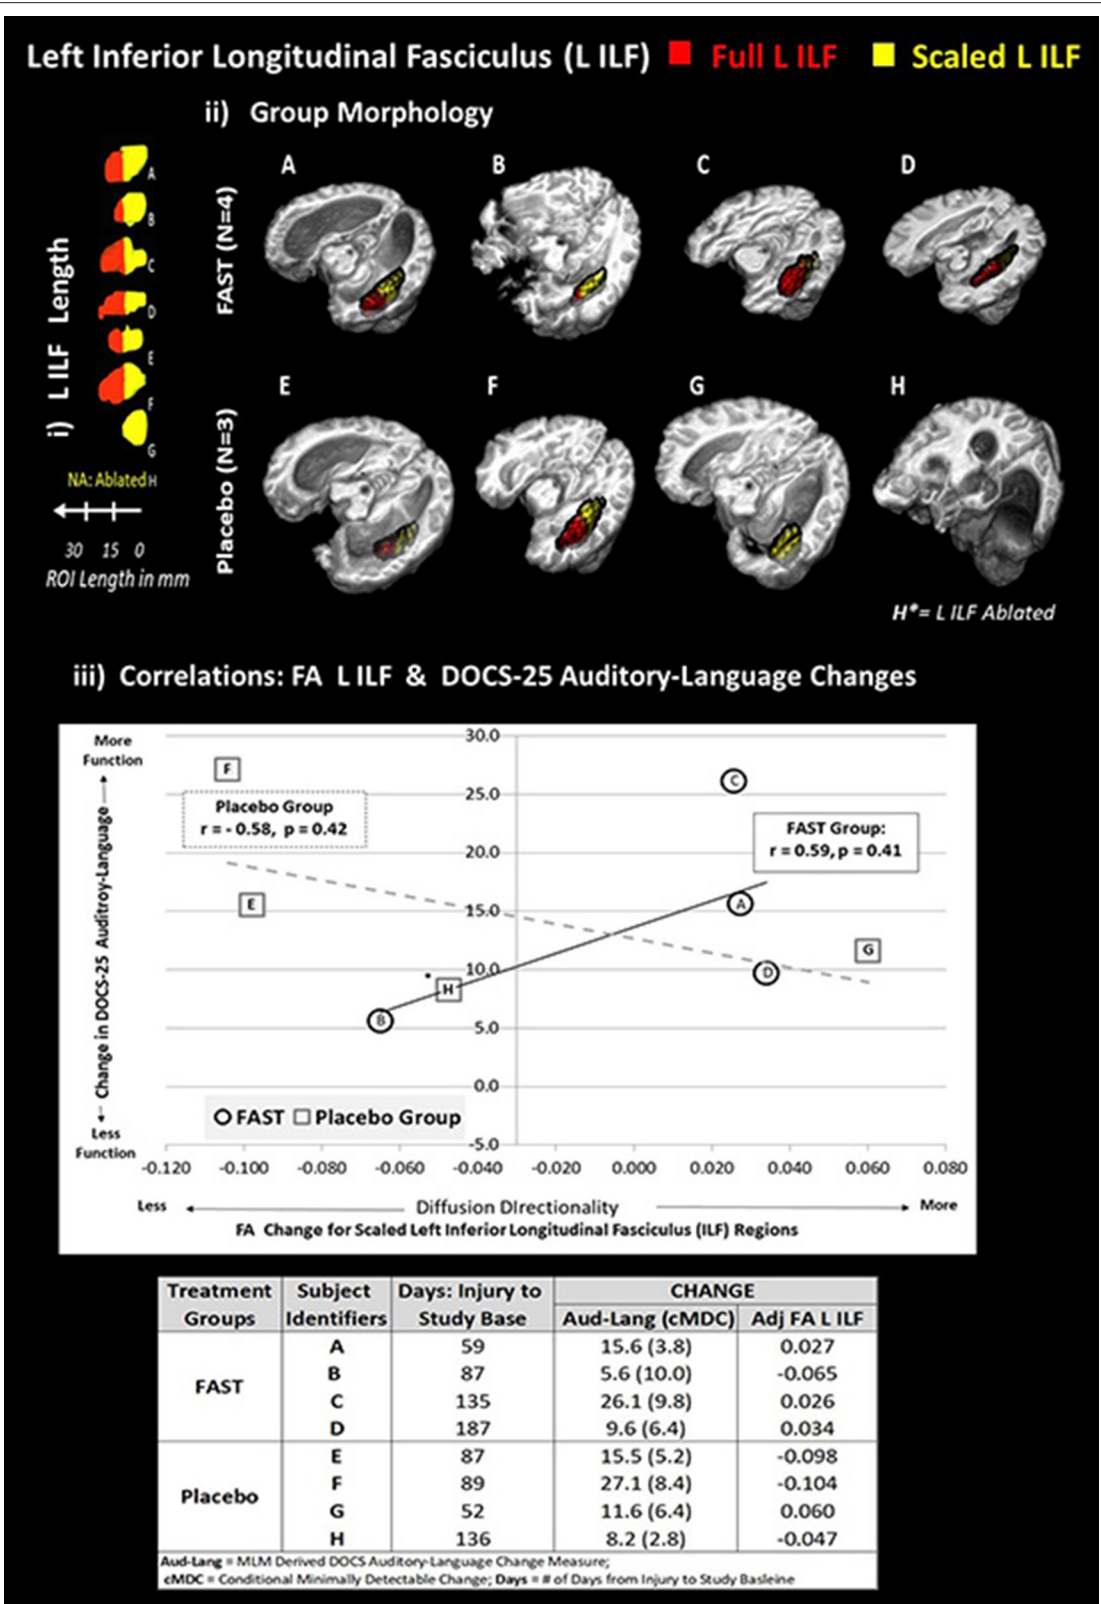 Left Inferior Longitudinal Fasciculus (L ILF) Full L ILF Scaled L ILF
ii) Group Morphology
i) L ILF Length
A
B
C
D
E
F
G
NA: Ablated H
30 15 0
ROI Length in mm
FAST (N=4)
A B C D
Placebo (N=3)
E F G H
H*= L ILF Ablated
iii) Correlations: FA L ILF & DOCS-25 Auditory-Language Changes
More
Function
Change in DOCS-25 Auditroy-Language
Less
Function
30.0
25.0
20.0
15.0
10.0
5.0
0.0
-5.0
F
C
Placebo Group
r = - 0.58, p = 0.42
FAST Group:
r = 0.59, p = 0.41
E
A
G
D
* H
B
FAST Placebo Group
-0.120 -0.100 -0.080 -0.060 -0.040 -0.020 0.000 0.020 0.040 0.060 0.080
Less Diffusion DIrectionality More
FA Change for Scaled Left Inferior Longitudinal Fasciculus (ILF) Regions
Treatment Groups Subject Identifiers Days: Injury to Study Base CHANGE
Aud-Lang (cMDC) Adj FA L ILF
FAST
A 59 15.6 (3.8) 0.027
B 87 5.6 (10.0) -0.065
C 135 26.1 (9.8) 0.026
D 187 9.6 (6.4) 0.034
Placebo
E 87 15.5 (5.2) -0.098
F 89 27.1 (8.4) -0.104
G 52 11.6 (6.4) 0.060
H 136 8.2 (2.8) -0.047
Aud-Lang = MLM Derived DOCS Auditory-Language Change Measure;
cMDC = Conditional Minimally Detectable Change; Days = # of Days from Injury to Study Basleine